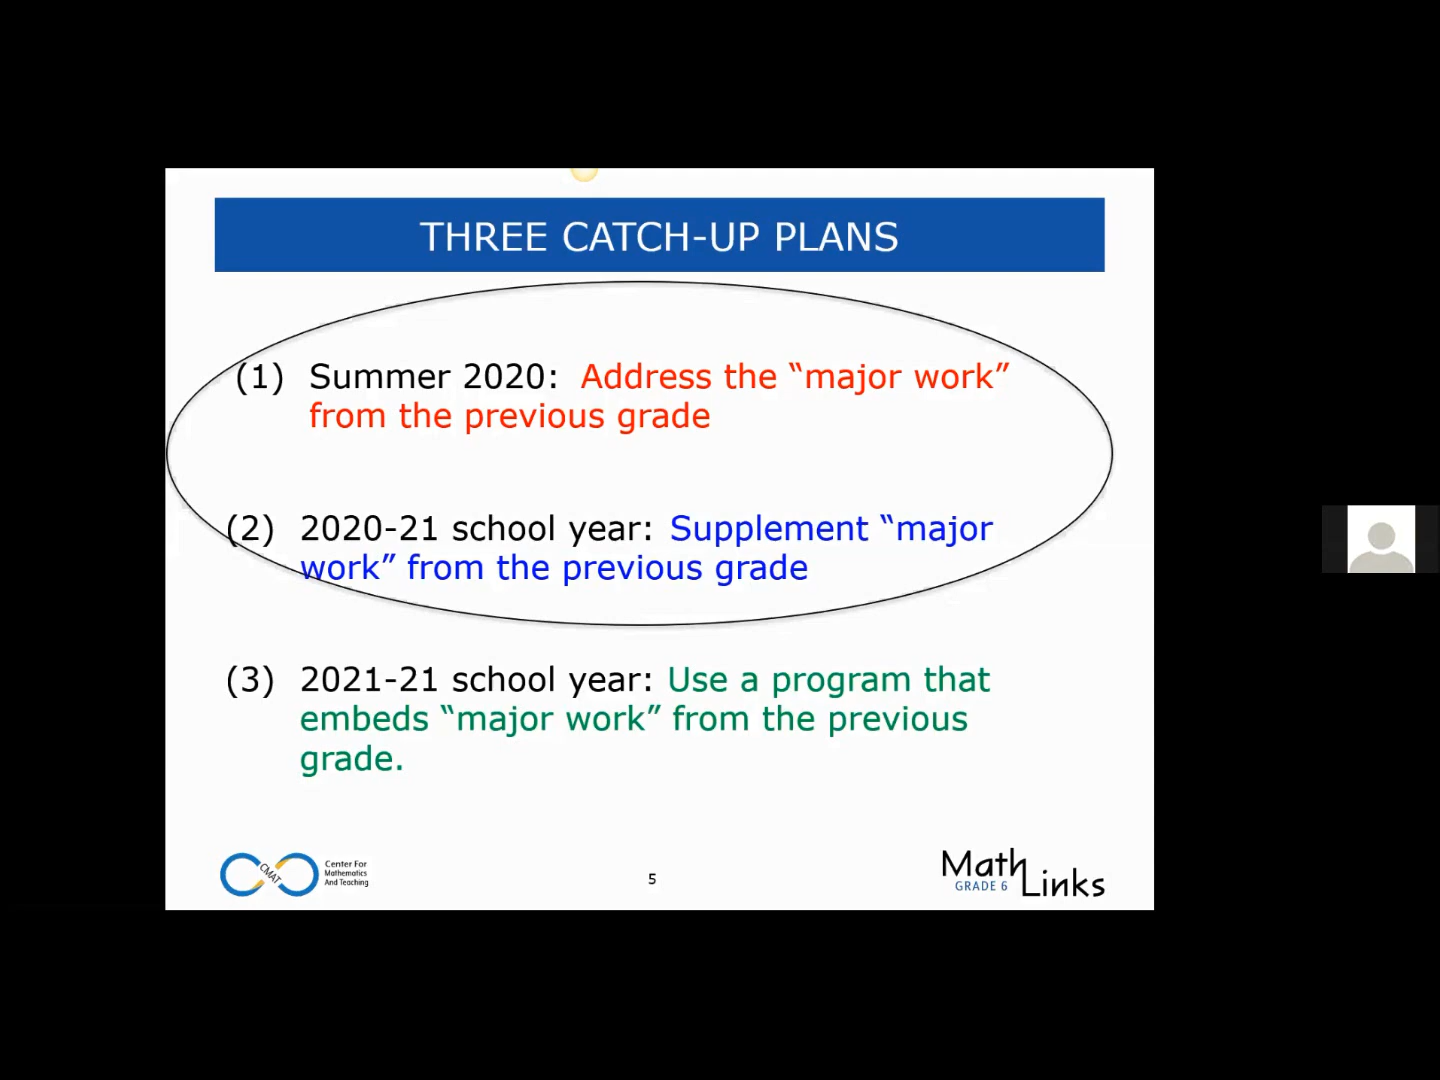 THREE CATCH-UP PLANS
(1) Summer 2020: Address the “major work”
from the previous grade
(2) 2020-21 school year: Supplement “major
work” from the previous grade
(3) 2021-21 school year: Use a program that
embeds “major work” from the previous
grade.
CMAT
Center For
Mathematics
And Teaching
5
Math
GRADE 6
Links